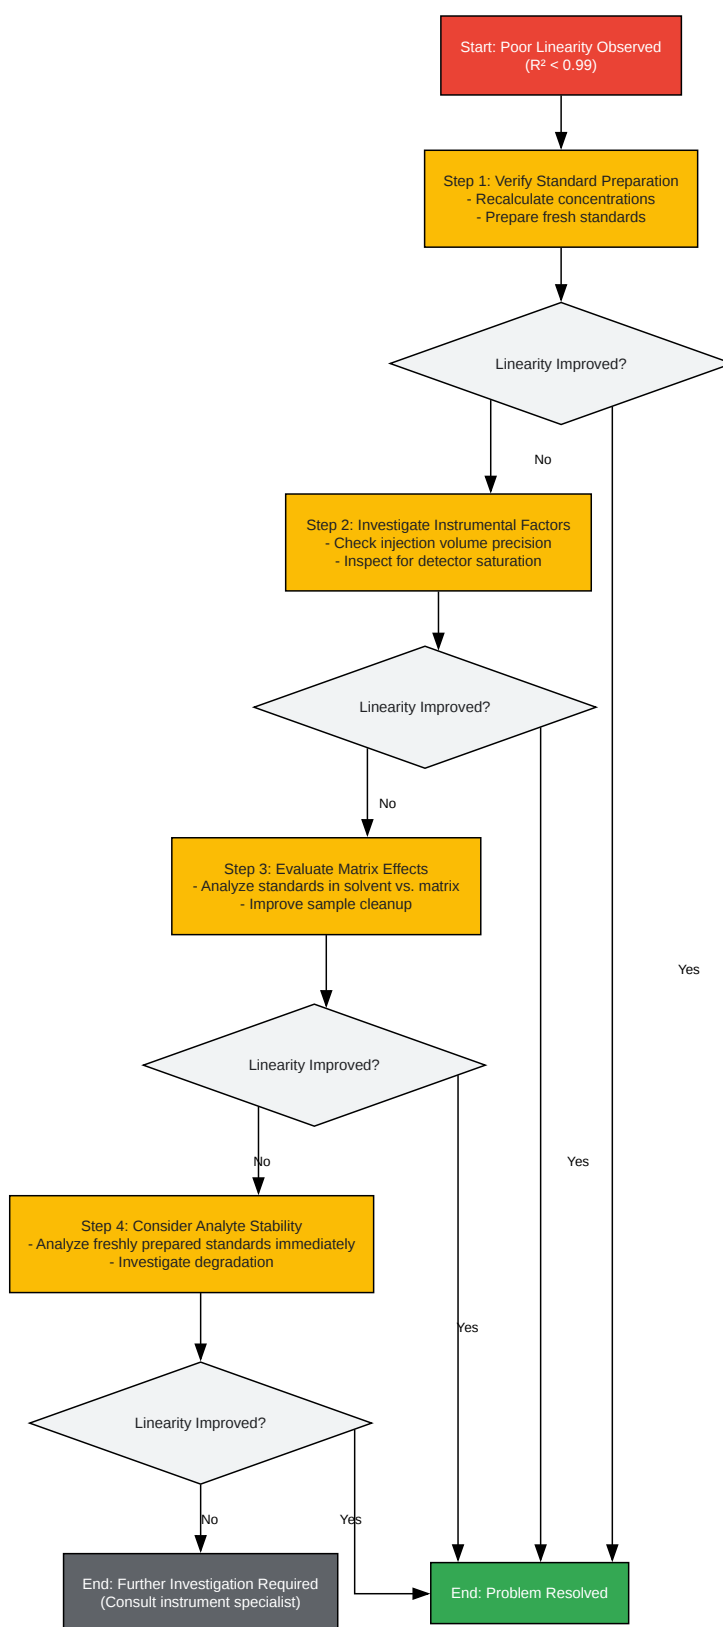 Start: Poor Linearity Observed
(R² < 0.99)
Step 1: Verify Standard Preparation
- Recalculate concentrations
- Prepare fresh standards
Linearity Improved?
No
Step 2: Investigate Instrumental Factors
- Check injection volume precision
- Inspect for detector saturation
Linearity Improved?
No
Step 3: Evaluate Matrix Effects
- Analyze standards in solvent vs. matrix
- Improve sample cleanup
Yes
Linearity Improved?
No
Yes
Step 4: Consider Analyte Stability
- Analyze freshly prepared standards immediately
- Investigate degradation
Yes
Linearity Improved?
No
Yes
End: Further Investigation Required
(Consult instrument specialist)
End: Problem Resolved